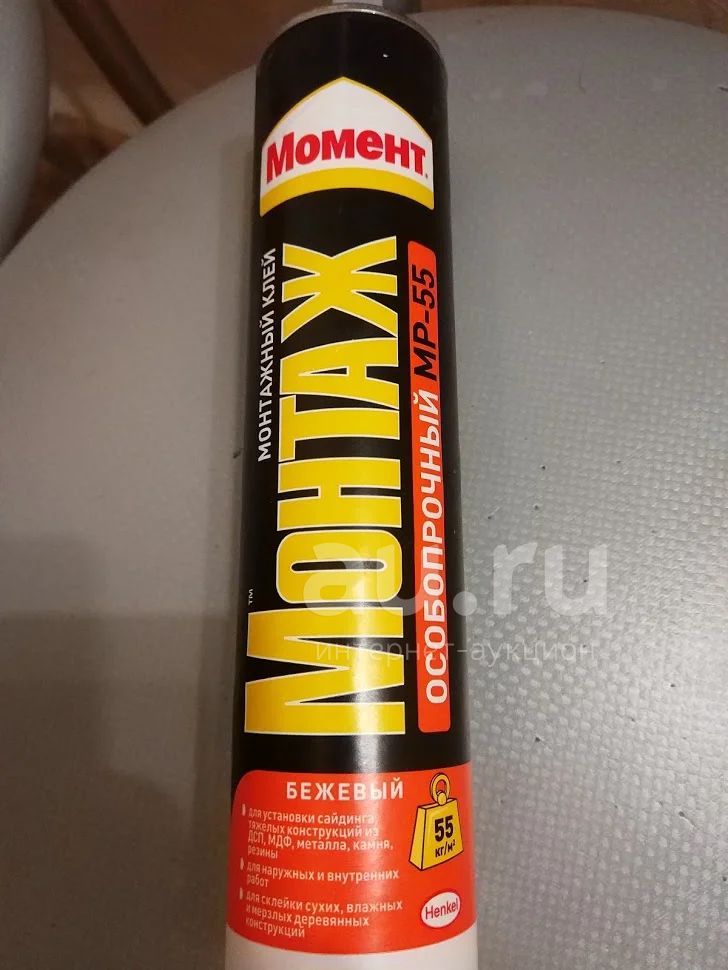 Момент.
МОНТАЖНЫЙ КЛЕЙ
МОНТАЖ
™
ОСОБОПРОЧНЫЙ МР-55
au.ru
интернет-аукцион
БЕЖЕВЫЙ
для установки сайдинга,
тяжелых конструкций из
ДСП, МДФ, металла, камня,
резины
для наружных и внутренних
работ
для склейки сухих, влажных
и мерзлых деревянных
конструкций
55
кг/м²
Henkel